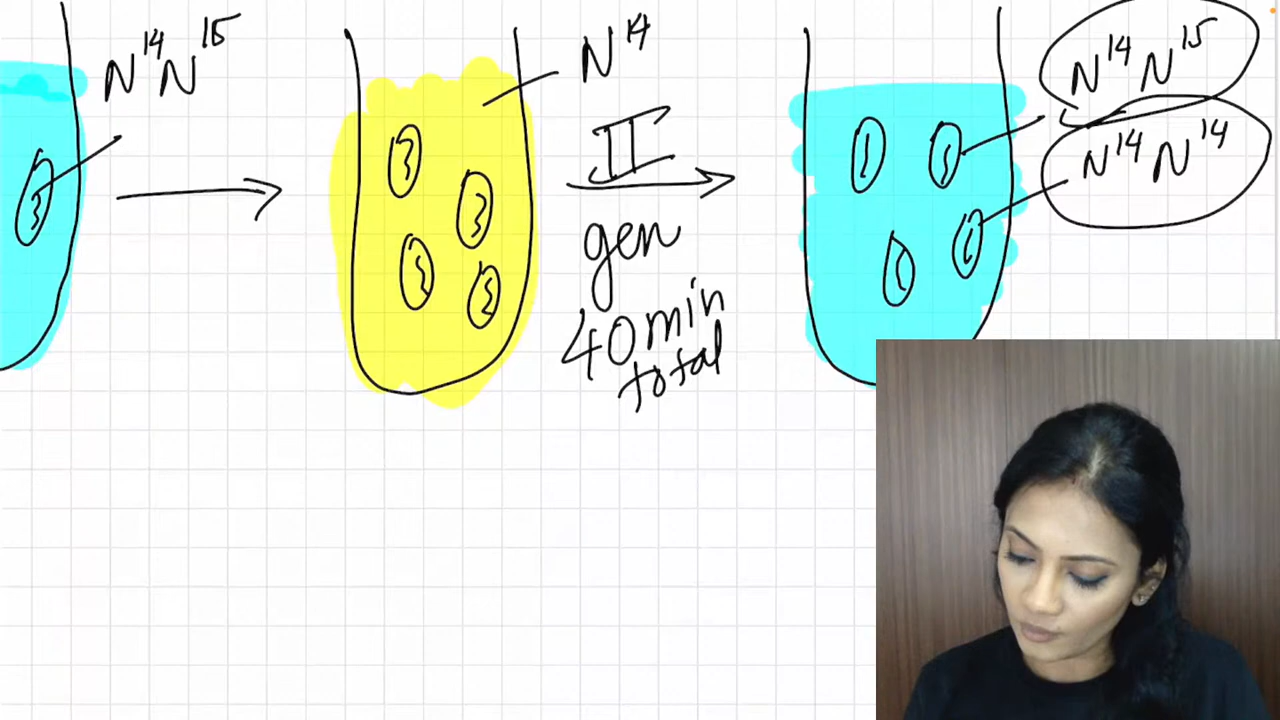 N¹⁴N¹⁵
N¹⁴
II
gen
40min
total
N¹⁴N¹⁵
N¹⁴N¹⁴